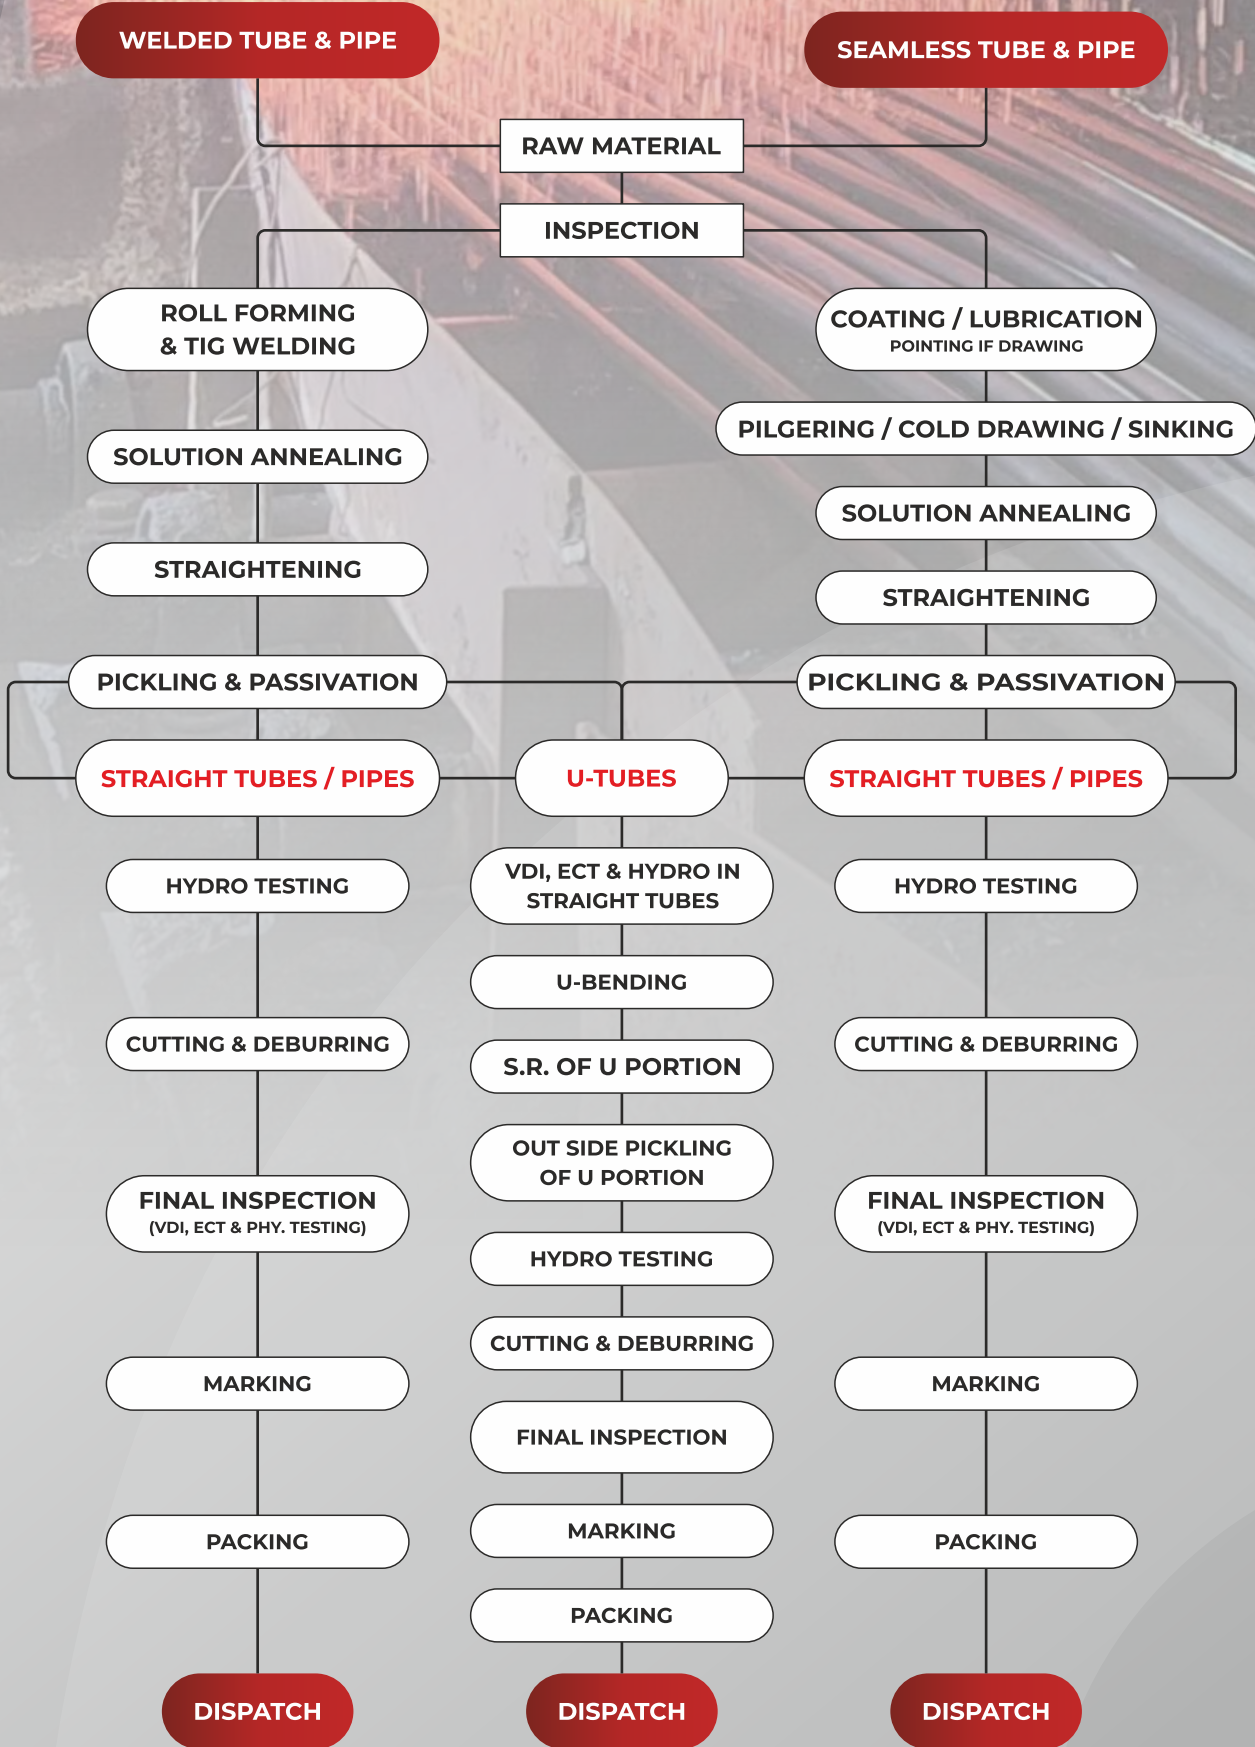 WELDED TUBE & PIPE
SEAMLESS TUBE & PIPE
RAW MATERIAL
INSPECTION
ROLL FORMING
& TIG WELDING
SOLUTION ANNEALING
STRAIGHTENING
PICKLING & PASSIVATION
STRAIGHT TUBES / PIPES
HYDRO TESTING
CUTTING & DEBURRING
FINAL INSPECTION
(VDI, ECT & PHY. TESTING)
MARKING
PACKING
DISPATCH
U-TUBES
VDI, ECT & HYDRO IN
STRAIGHT TUBES
U-BENDING
S.R. OF U PORTION
OUT SIDE PICKLING
OF U PORTION
HYDRO TESTING
CUTTING & DEBURRING
FINAL INSPECTION
MARKING
PACKING
DISPATCH
COATING / LUBRICATION
POINTING IF DRAWING
PILGERING / COLD DRAWING / SINKING
SOLUTION ANNEALING
STRAIGHTENING
PICKLING & PASSIVATION
STRAIGHT TUBES / PIPES
HYDRO TESTING
CUTTING & DEBURRING
FINAL INSPECTION
(VDI, ECT & PHY. TESTING)
MARKING
PACKING
DISPATCH